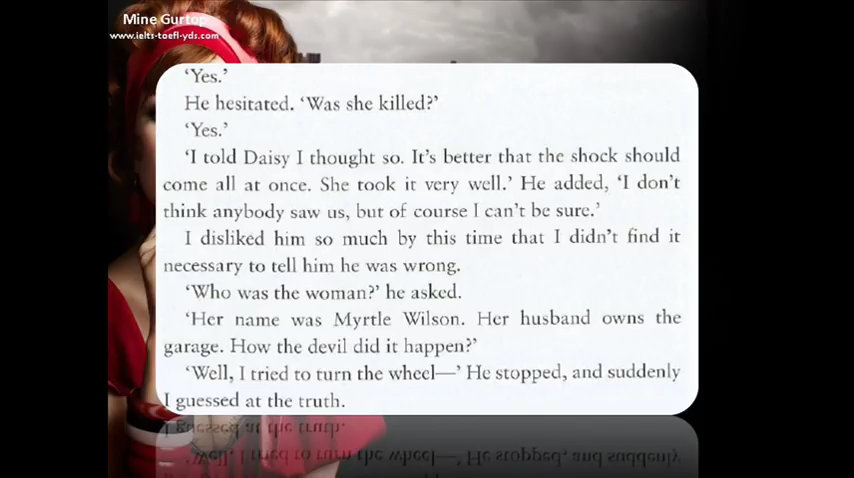 Mine Gurtop
www.ielts-toefl-yds.com
‘Yes.’
He hesitated. ‘Was she killed?’
‘Yes.’
‘I told Daisy I thought so. It’s better that the shock should
come all at once. She took it very well.’ He added, ‘I don’t
think anybody saw us, but of course I can’t be sure.’
I disliked him so much by this time that I didn’t find it
necessary to tell him he was wrong.
‘Who was the woman?’ he asked.
‘Her name was Myrtle Wilson. Her husband owns the
garage. How the devil did it happen?’
‘Well, I tried to turn the wheel—’ He stopped, and suddenly
I guessed at the truth.